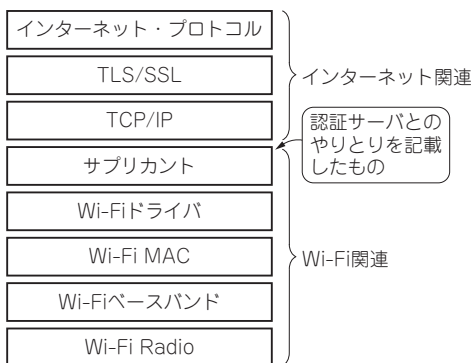 インターネット・プロトコル
TLS/SSL
TCP/IP
サプリカント
Wi-Fiドライバ
Wi-Fi MAC
Wi-Fiベースバンド
Wi-Fi Radio
インターネット関連
認証サーバとの
やりとりを記載
したもの
Wi-Fi関連